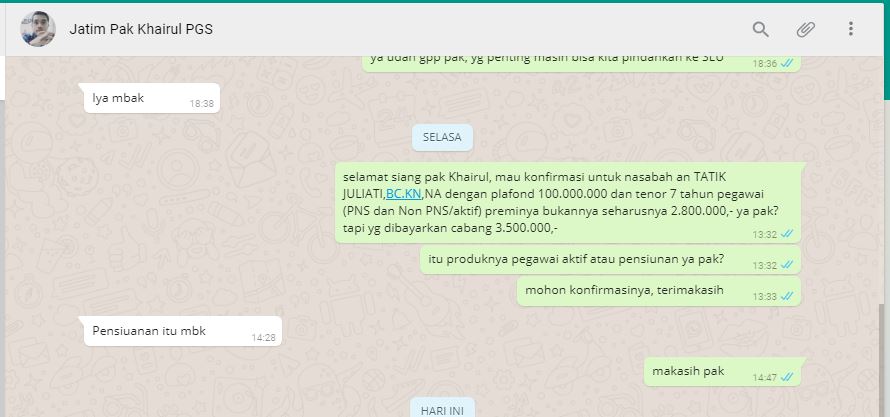 Jatim Pak Khairul PGS
ya udah gpp pak, yg penting masih bisa kita pindahkan ke SLU
18:36
Iya mbak
18:38
SELASA
selamat siang pak Khairul, mau konfirmasi untuk nasabah an TATIK
JULIATI,BC.KN,NA dengan plafond 100.000.000 dan tenor 7 tahun pegawai
(PNS dan Non PNS/aktif) preminya bukannya seharusnya 2.800.000,- ya pak?
tapi yg dibayarkan cabang 3.500.000,-
13:32
itu produknya pegawai aktif atau pensiunan ya pak?
13:32
mohon konfirmasinya, terimakasih
13:33
Pensiuanan itu mbk
14:28
makasih pak
14:47
HARI INI